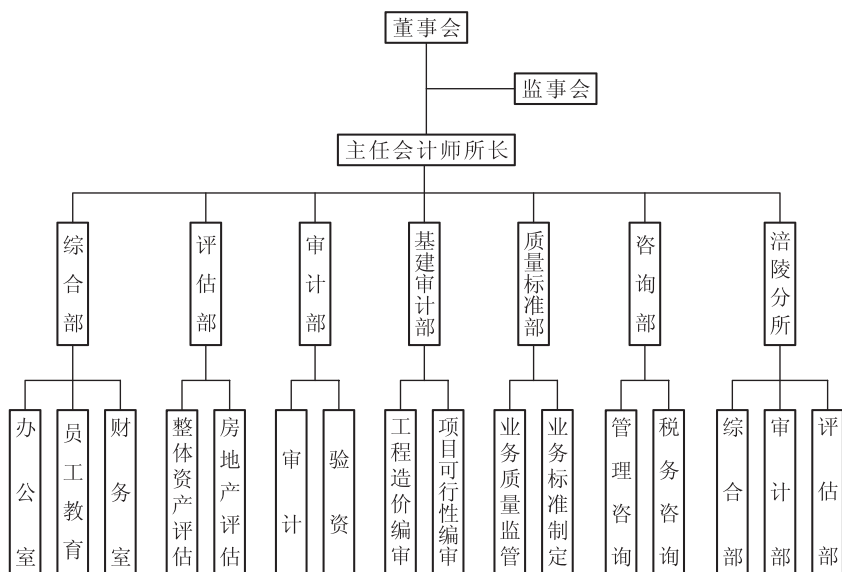 董事会
监事会
主任会计师所长
综合部
评估部
审计部
基建审计部
质量标准部
咨询部
涪陵分所
办公室
员工教育
财务室
整体资产评估
房地产评估
审计
验资
工程造价编审
项目可行性编审
业务质量监管
业务标准制定
管理咨询
税务咨询
综合部
审计部
评估部